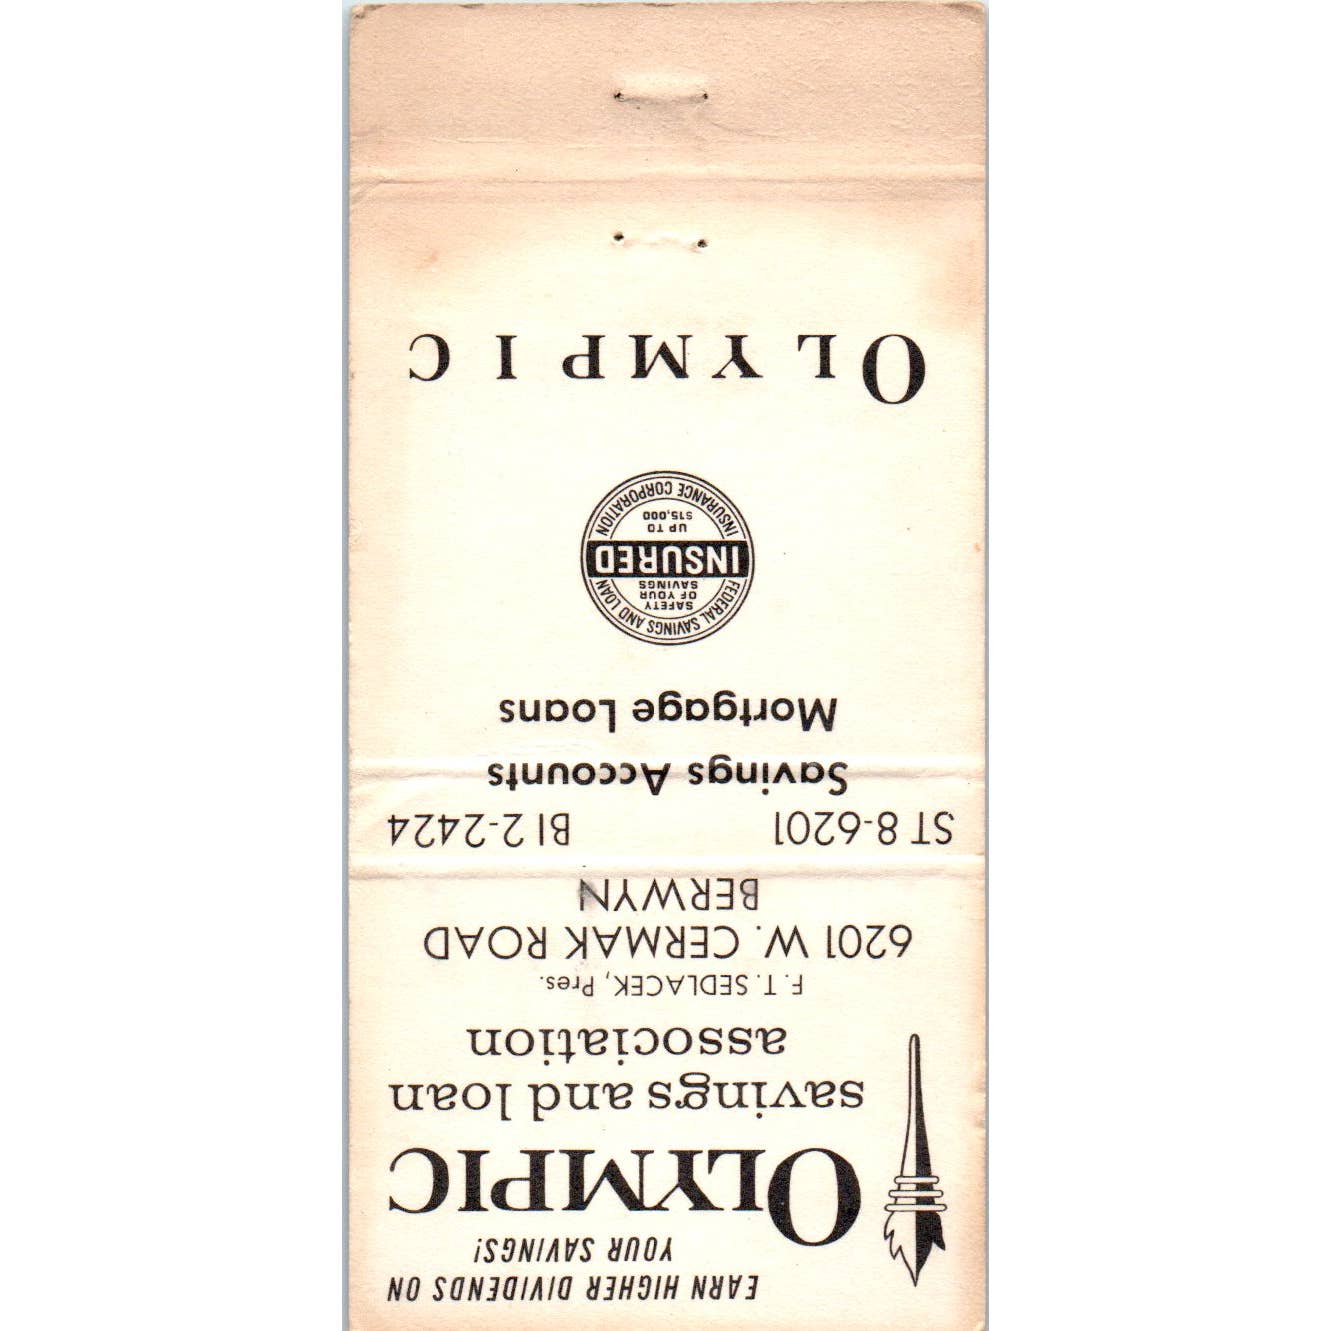 EARN HIGHER DIVIDENDS ON
YOUR SAVINGS!
OLYMPIC
savings and loan
association
F. T. SEDLACEK, Pres.
6201 W. CERMAK ROAD
BERWYN
ST 8-6201 BI 2-2424
Savings Accounts
Mortgage Loans
FEDERAL SAVINGS AND LOAN
SAFETY
OF YOUR
SAVINGS
INSURED
UP TO
$15,000
INSURANCE CORPORATION
OLYMPIC